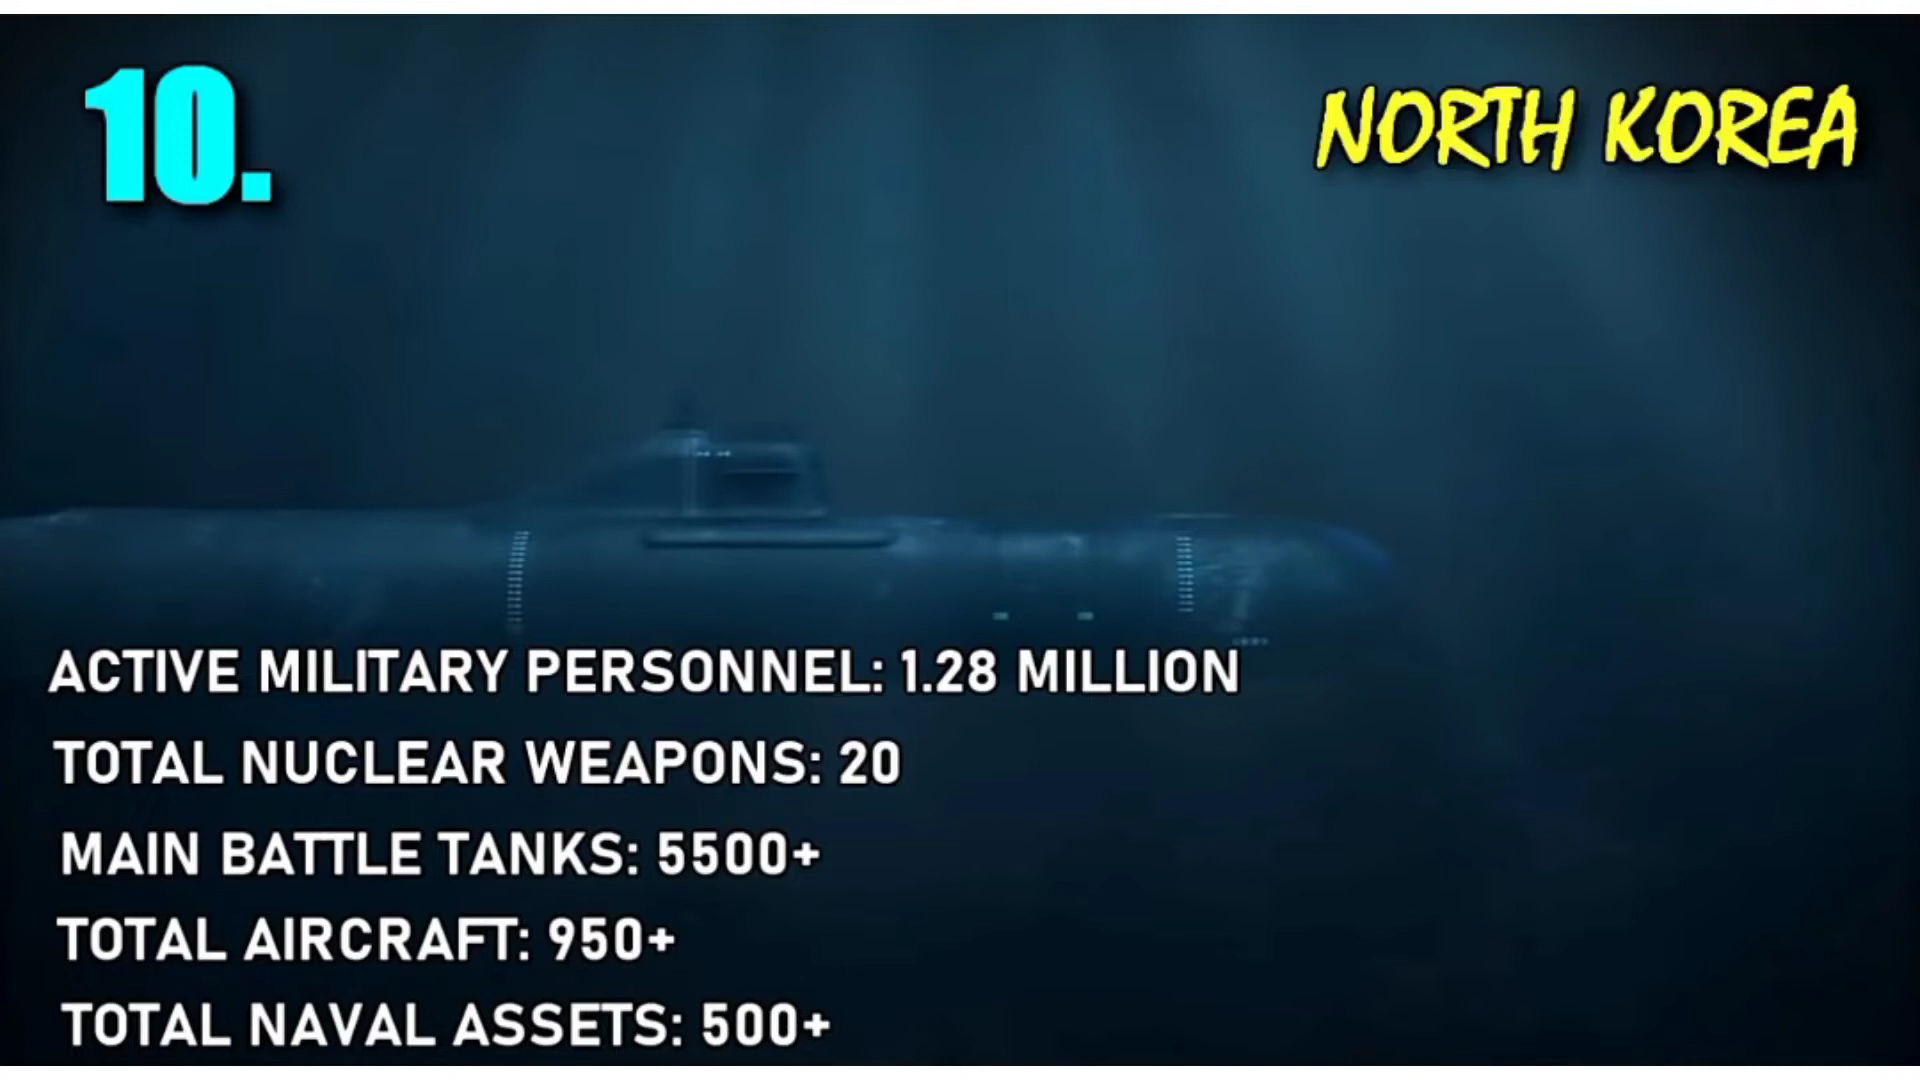 10.
NORTH KOREA
ACTIVE MILITARY PERSONNEL: 1.28 MILLION
TOTAL NUCLEAR WEAPONS: 20
MAIN BATTLE TANKS: 5500+
TOTAL AIRCRAFT: 950+
TOTAL NAVAL ASSETS: 500+